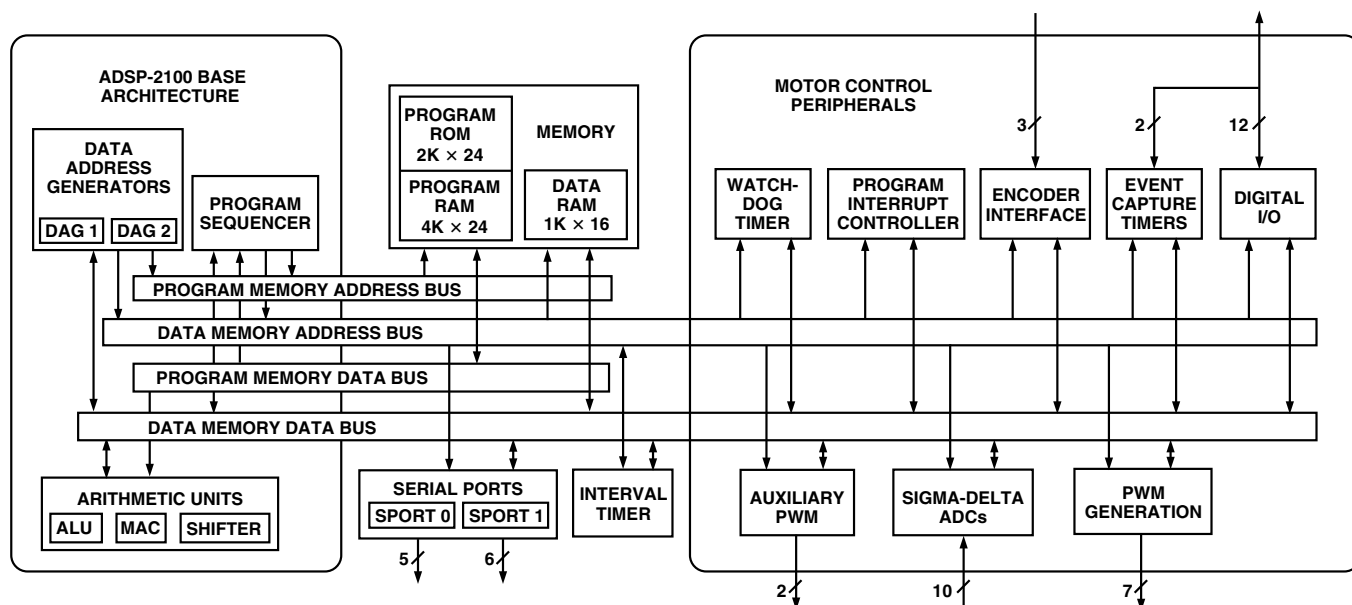 ADSP-2100 BASE
ARCHITECTURE
DATA
ADDRESS
GENERATORS
DAG 1
DAG 2
PROGRAM
SEQUENCER
PROGRAM
ROM
2K × 24
PROGRAM
RAM
4K × 24
MEMORY
DATA
RAM
1K × 16
MOTOR CONTROL
PERIPHERALS
3
2
12
WATCH-
DOG
TIMER
PROGRAM
INTERRUPT
CONTROLLER
ENCODER
INTERFACE
EVENT
CAPTURE
TIMERS
DIGITAL
I/O
PROGRAM MEMORY ADDRESS BUS
DATA MEMORY ADDRESS BUS
PROGRAM MEMORY DATA BUS
DATA MEMORY DATA BUS
ARITHMETIC UNITS
ALU
MAC
SHIFTER
SERIAL PORTS
SPORT 0
SPORT 1
5
6
INTERVAL
TIMER
AUXILIARY
PWM
SIGMA-DELTA
ADCs
PWM
GENERATION
2
10
7